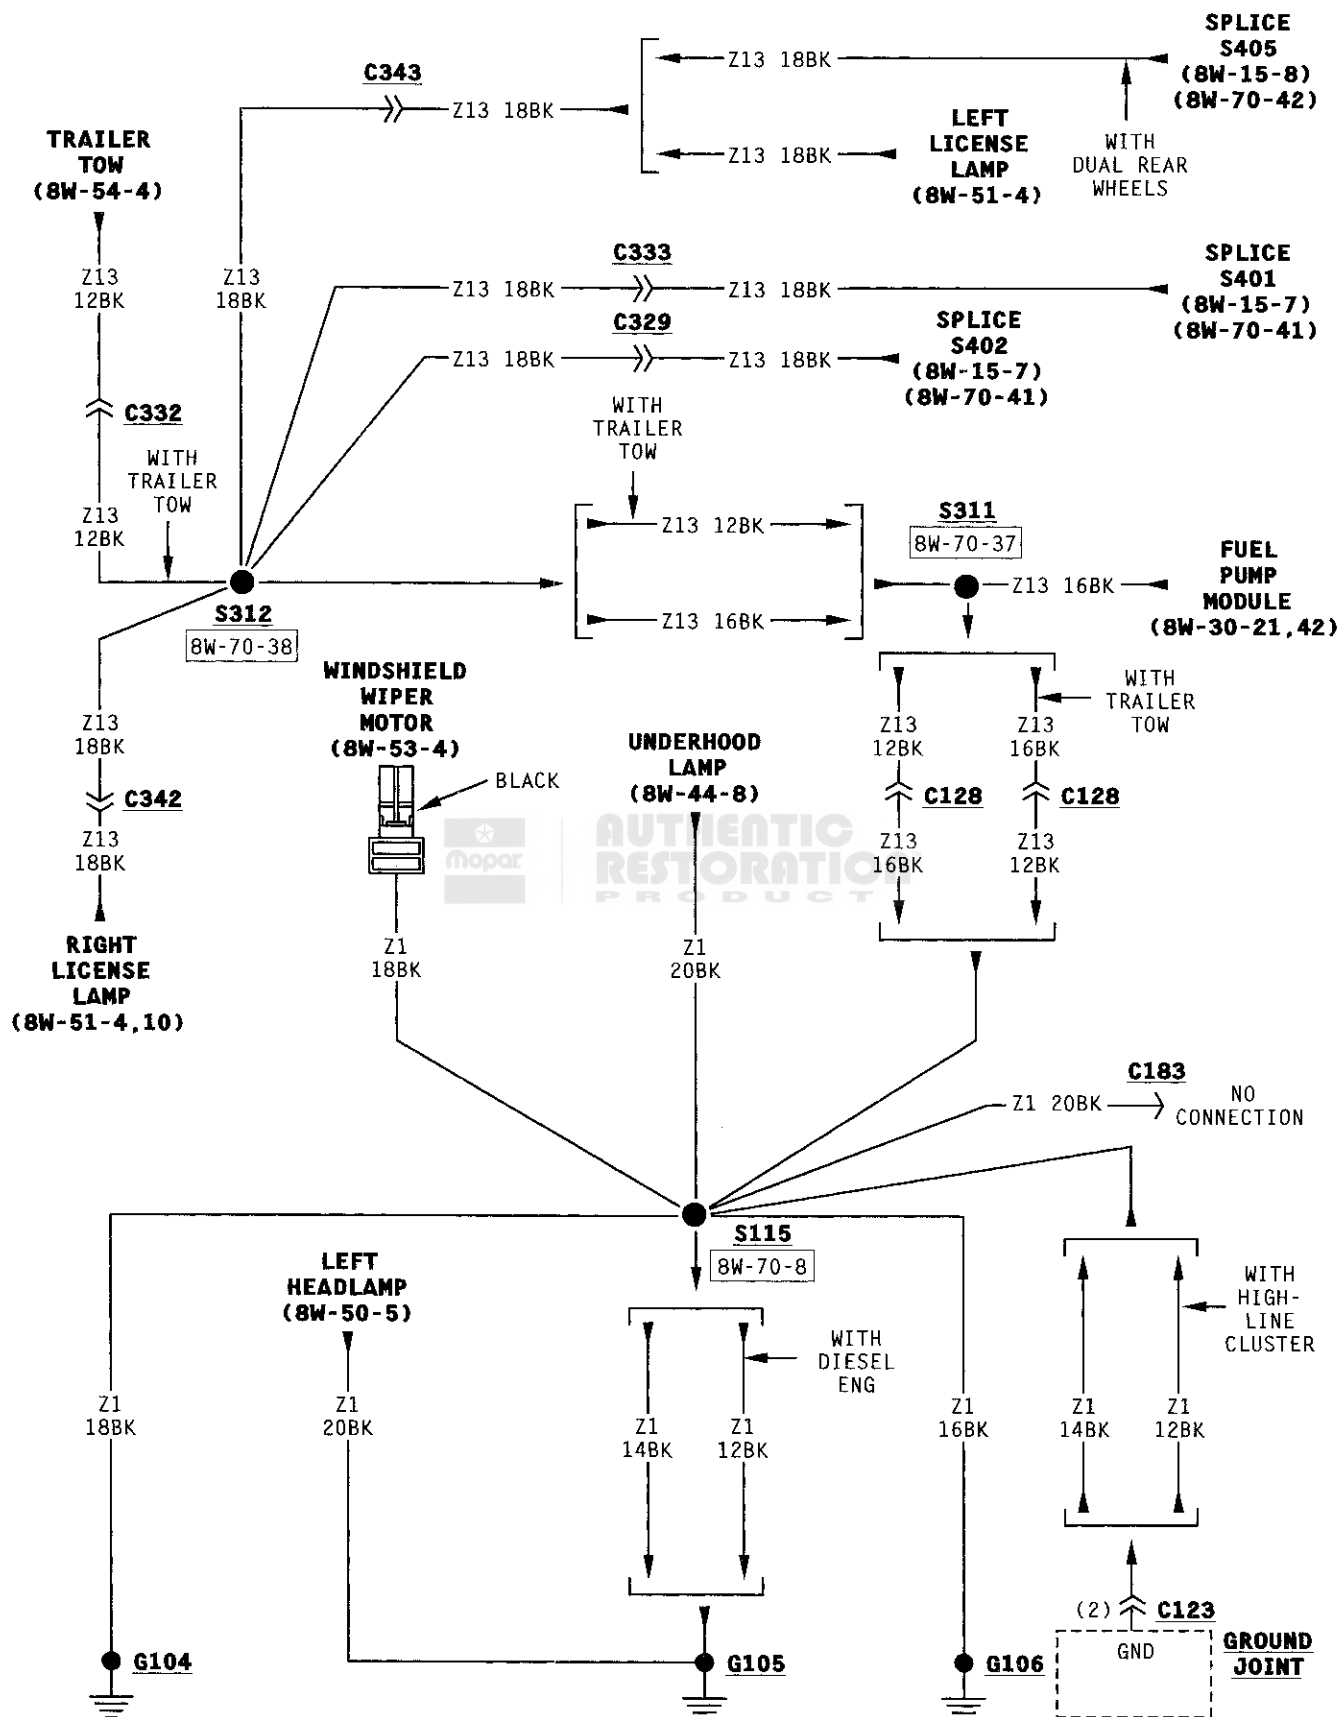 SPLICE
S405
(8W-15-8)
(8W-70-42)
Z13 18BK
C343
Z13 18BK
LEFT
LICENSE
LAMP
(8W-51-4)
WITH
DUAL REAR
WHEELS
Z13 18BK
TRAILER
TOW
(8W-54-4)
Z13
12BK
Z13
18BK
C333
Z13 18BK
Z13 18BK
SPLICE
S401
(8W-15-7)
(8W-70-41)
C329
Z13 18BK
Z13 18BK
SPLICE
S402
(8W-15-7)
(8W-70-41)
C332
WITH
TRAILER
TOW
WITH
TRAILER
TOW
Z13
12BK
Z13 12BK
Z13 16BK
S311
8W-70-37
Z13 16BK
FUEL
PUMP
MODULE
(8W-30-21,42)
S312
8W-70-38
WINDSHIELD
WIPER
MOTOR
(8W-53-4)
BLACK
UNDERHOOD
LAMP
(8W-44-8)
Z13
12BK
Z13
16BK
WITH
TRAILER
TOW
Z13
18BK
C342
Z13
18BK
C128
C128
Z13
16BK
Z13
12BK
Mopar
AUTHENTIC
RESTORATION
PRODUCT
RIGHT
LICENSE
LAMP
(8W-51-4,10)
Z1
18BK
Z1
20BK
C183
Z1 20BK
NO
CONNECTION
S115
8W-70-8
LEFT
HEADLAMP
(8W-50-5)
WITH
DIESEL
ENG
WITH
HIGH-
LINE
CLUSTER
Z1
18BK
Z1
20BK
Z1
14BK
Z1
12BK
Z1
16BK
Z1
14BK
Z1
12BK
(2)
C123
GND
GROUND
JOINT
G104
G105
G106